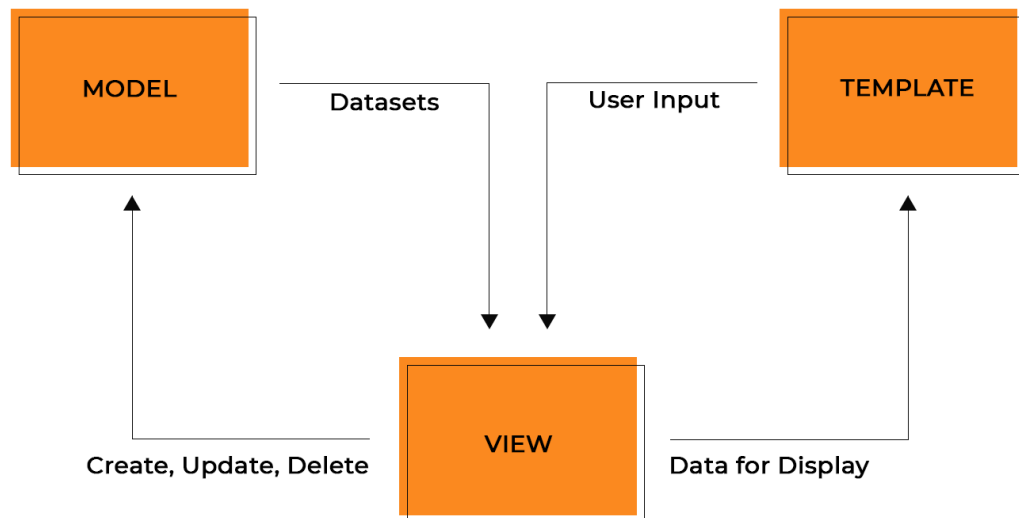 MODEL
Datasets
User Input
TEMPLATE
Create, Update, Delete
VIEW
Data for Display